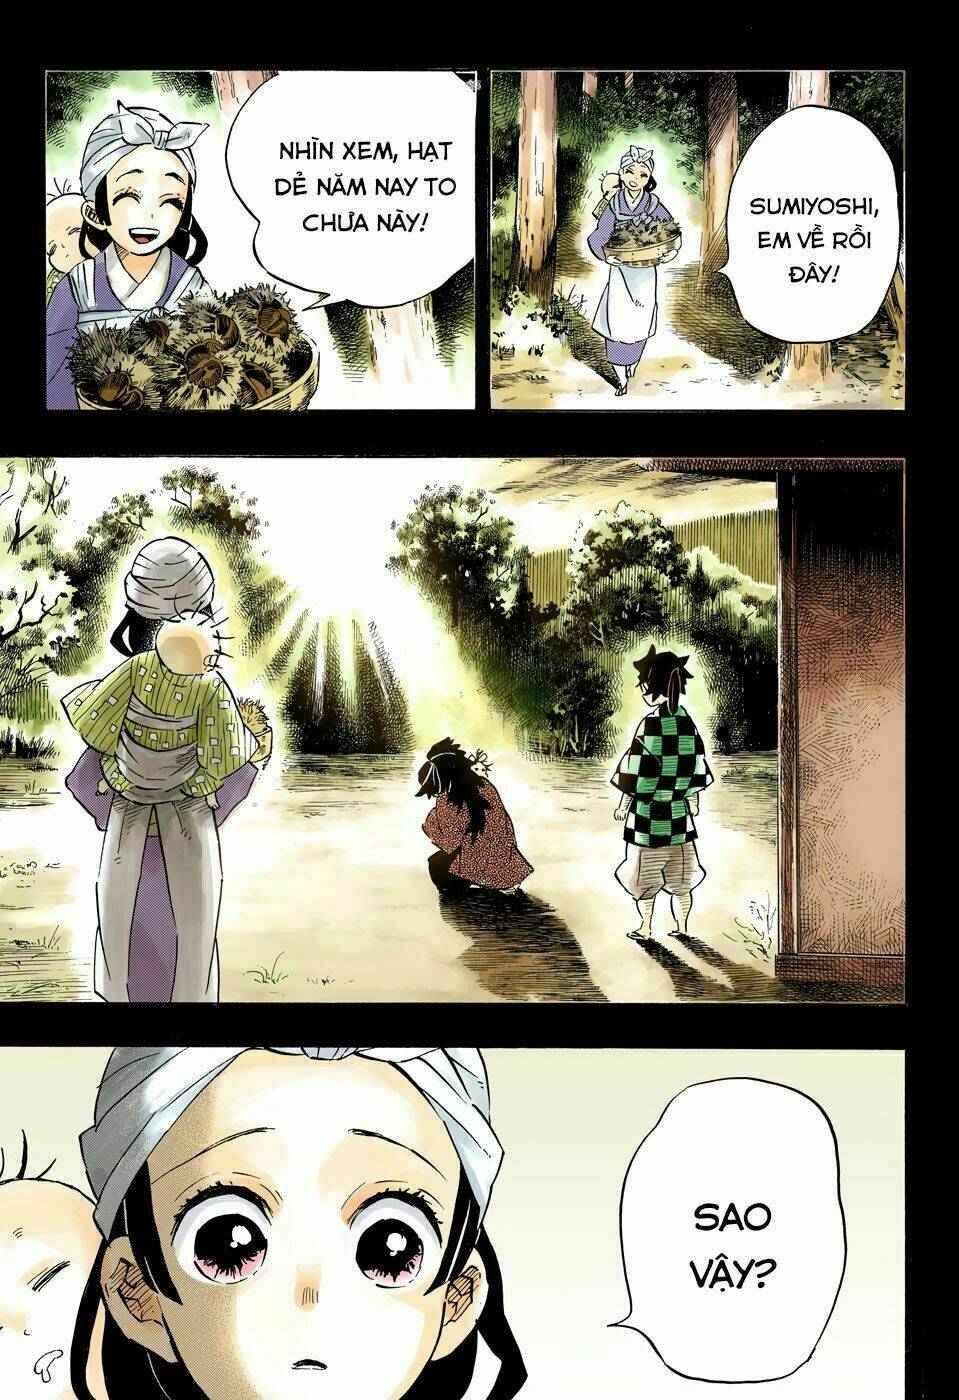 SUMIYOSHI,
EM VỀ RỒI
ĐÂY!
NHÌN XEM, HẠT
DẺ NĂM NAY TO
CHƯA NÀY!
SAO
VẬY?